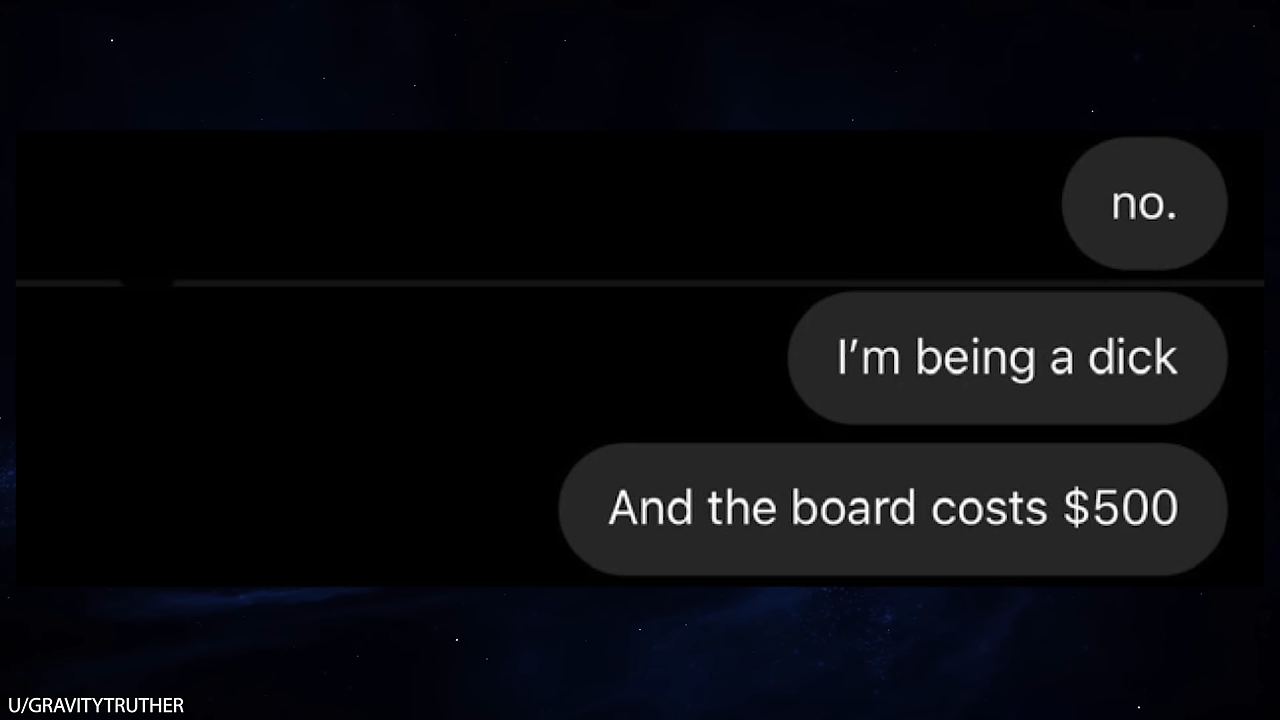 no.
I’m being a dick
And the board costs $500
U/GRAVITYTRUTHER